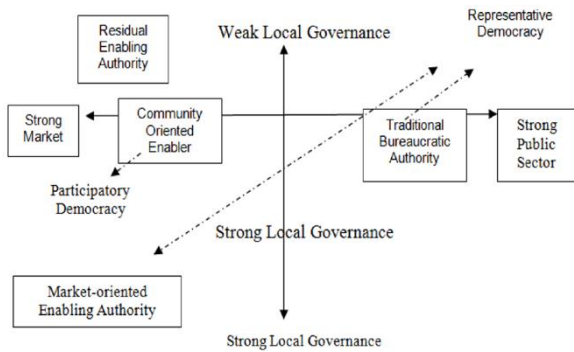 Representative
Democracy
Residual
Enabling
Authority
Weak Local Governance
Strong
Market
Community
Oriented
Enabler
Traditional
Bureaucratic
Authority
Strong
Public
Sector
Participatory
Democracy
Strong Local Governance
Market-oriented
Enabling Authority
Strong Local Governance